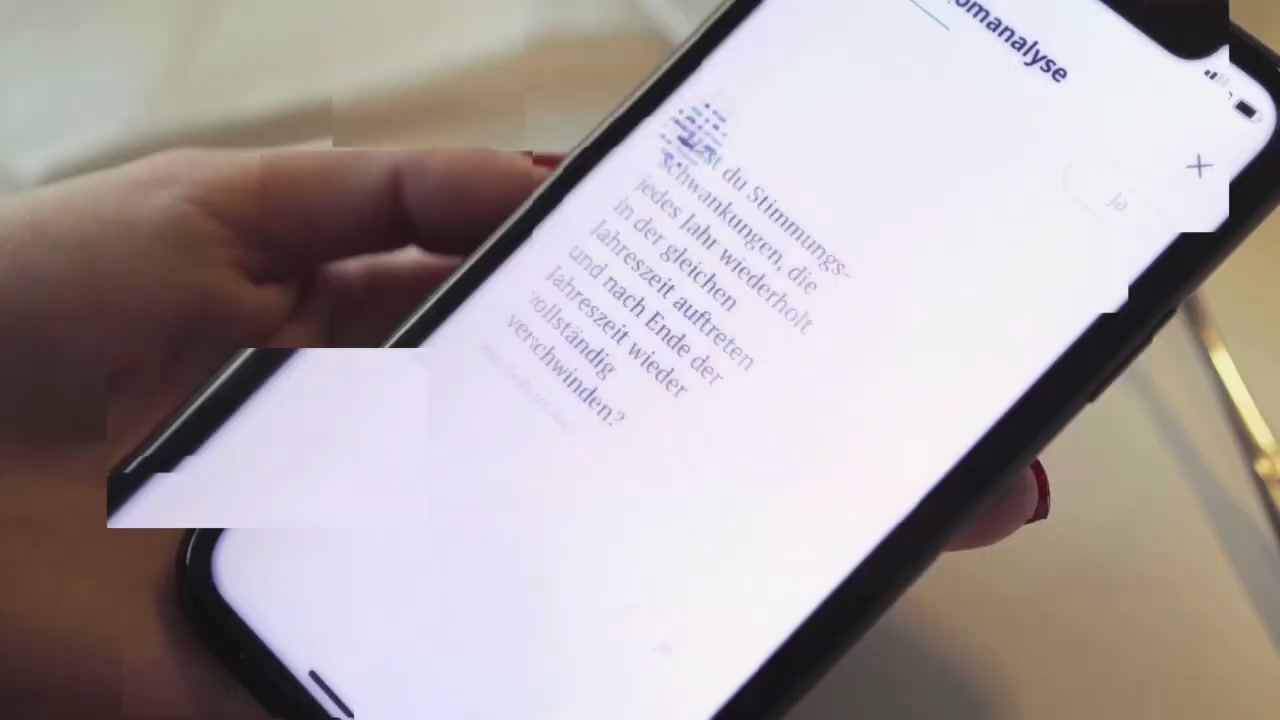 omanalyse
du Stimmungs-
schwankungen, die
jedes Jahr wiederholt
in der gleichen
Jahreszeit auftreten
und nach Ende der
Jahreszeit wieder
vollständig
verschwinden?
Ja